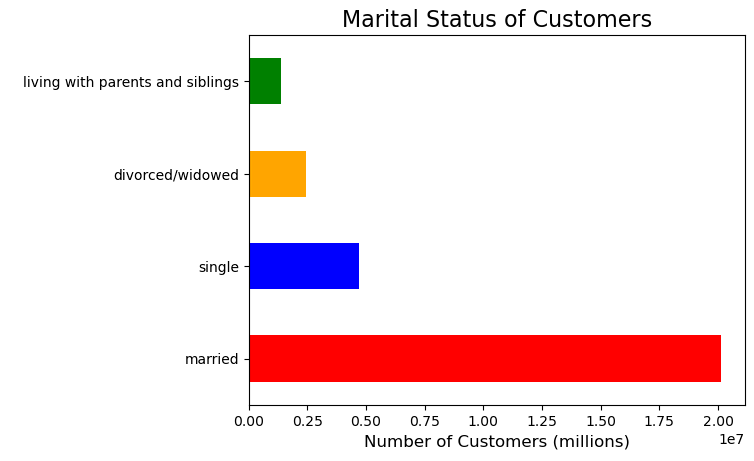 Marital Status of Customers
living with parents and siblings
divorced/widowed
single
married
0.00 0.25 0.50 0.75 1.00 1.25 1.50 1.75 2.00
1e7
Number of Customers (millions)